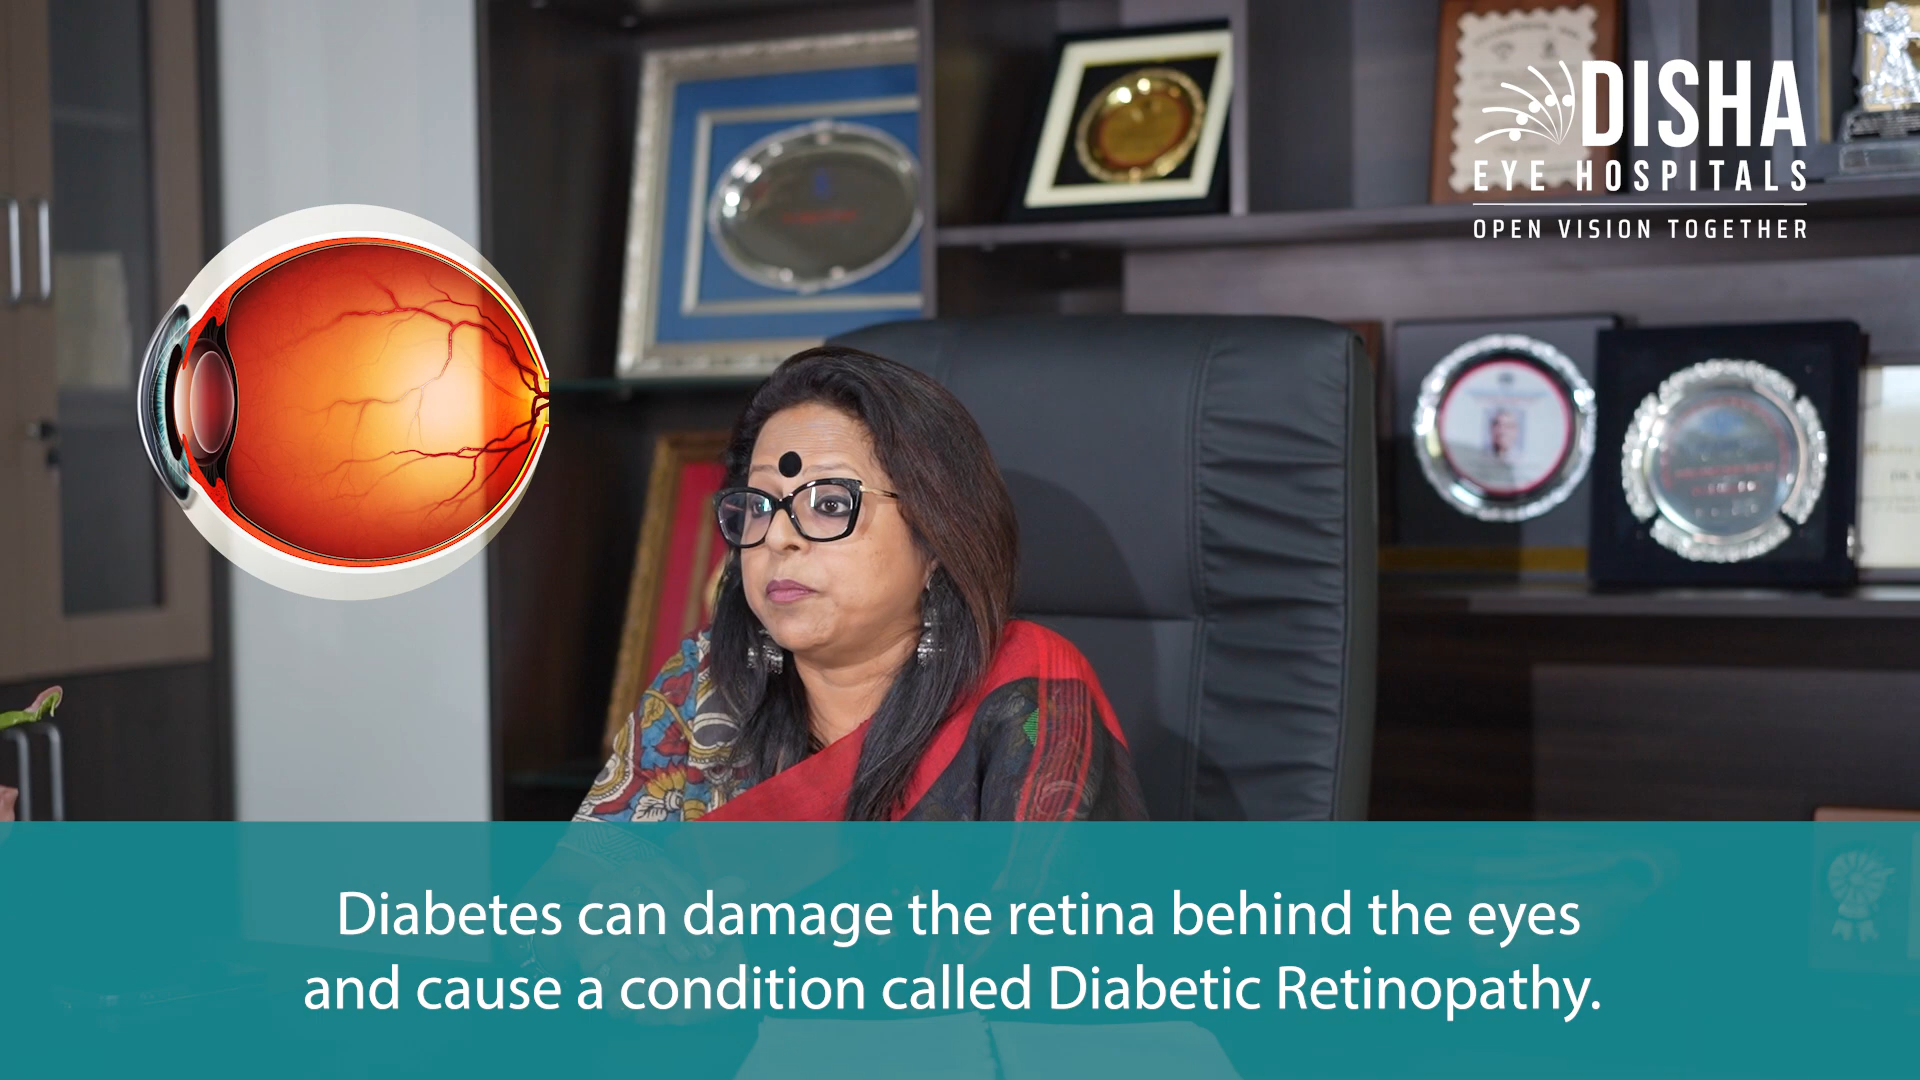 DISHA
EYE HOSPITALS
OPEN VISION TOGETHER
Diabetes can damage the retina behind the eyes
and cause a condition called Diabetic Retinopathy.